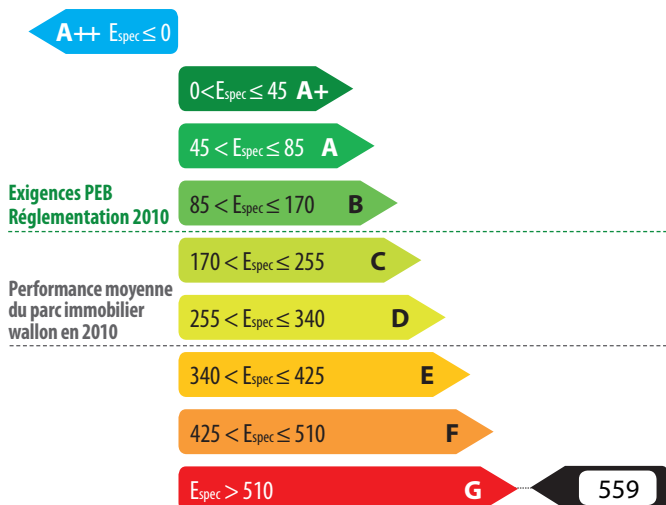 A++ Espec ≤ 0
0<Espec ≤ 45 A+
45 < Espec ≤ 85 A
Exigences PEB
Réglementation 2010
85 < Espec ≤ 170 B
170 < Espec ≤ 255 C
Performance moyenne
du parc immobilier
wallon en 2010
255 < Espec ≤ 340 D
340 < Espec ≤ 425 E
425 < Espec ≤ 510 F
Espec > 510 G
559